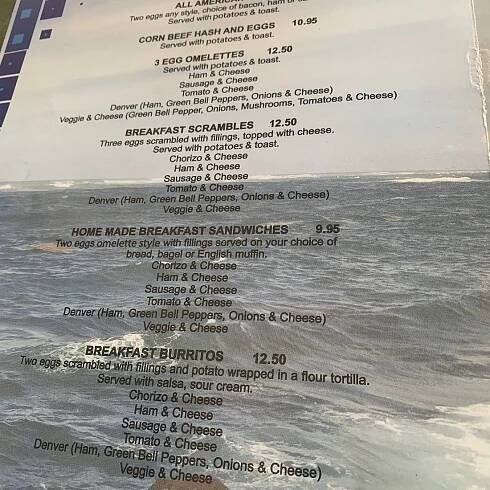 ALL AMERICAN
Two eggs any style, choice of bacon, ham or
Served with potatoes & toast.
CORN BEEF HASH AND EGGS 10.95
Served with potatoes & toast.
3 EGG OMELETTES 12.50
Served with potatoes & toast.
Ham & Cheese
Sausage & Cheese
Tomato & Cheese
Denver (Ham, Green Bell Peppers, Onions & Cheese)
Veggie & Cheese (Green Bell Pepper, Onions, Mushrooms, Tomatoes & Cheese)
BREAKFAST SCRAMBLES 12.50
Three eggs scrambled with fillings, topped with cheese.
Served with potatoes & toast.
Chorizo & Cheese
Ham & Cheese
Sausage & Cheese
Tomato & Cheese
Denver (Ham, Green Bell Peppers, Onions & Cheese)
Veggie & Cheese
HOME MADE BREAKFAST SANDWICHES 9.95
Two eggs omelette style with fillings served on your choice of
bread, bagel or English muffin.
Chorizo & Cheese
Ham & Cheese
Sausage & Cheese
Tomato & Cheese
Denver (Ham, Green Bell Peppers, Onions & Cheese)
Veggie & Cheese
BREAKFAST BURRITOS 12.50
Two eggs scrambled with fillings and potato wrapped in a flour tortilla.
Served with salsa, sour cream.
Chorizo & Cheese
Ham & Cheese
Sausage & Cheese
Tomato & Cheese
Denver (Ham, Green Bell Peppers, Onions & Cheese)
Veggie & Cheese